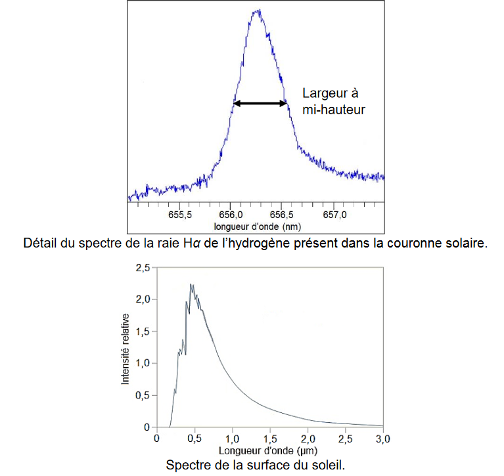 Largeur à
mi-hauteur
655,5 656,0 656,5 657,0
longueur d'onde (nm)
Détail du spectre de la raie Hα de l'hydrogène présent dans la couronne solaire.
2,5
2,0
1,5
1,0
0,5
0
Intensité relative
0 0,5 1,0 1,5 2,0 2,5 3,0
Longueur d'onde (µm)
Spectre de la surface du soleil.